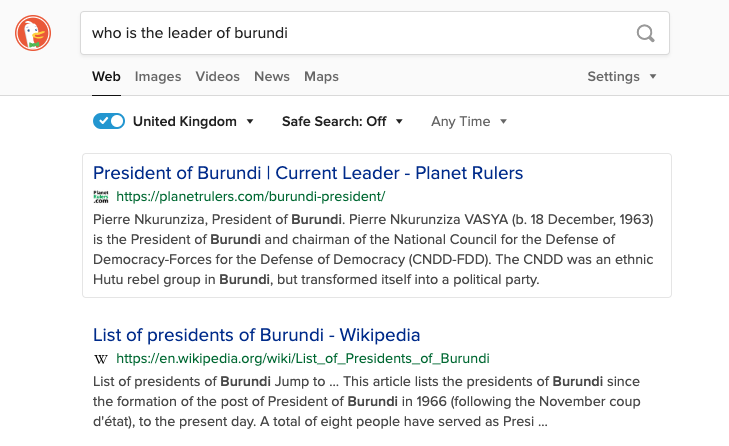 who is the leader of burundi
Web Images Videos News Maps Settings
United Kingdom Safe Search: Off Any Time
President of Burundi | Current Leader - Planet Rulers
Planet
Rulers
.com
https://planetrulers.com/burundi-president/
Pierre Nkurunziza, President of Burundi. Pierre Nkurunziza VASYA (b. 18 December, 1963)
is the President of Burundi and chairman of the National Council for the Defense of
Democracy-Forces for the Defense of Democracy (CNDD-FDD). The CNDD was an ethnic
Hutu rebel group in Burundi, but transformed itself into a political party.
List of presidents of Burundi - Wikipedia
W https://en.wikipedia.org/wiki/List_of_Presidents_of_Burundi
List of presidents of Burundi Jump to ... This article lists the presidents of Burundi since
the formation of the post of President of Burundi in 1966 (following the November coup
d'état), to the present day. A total of eight people have served as Presi ...